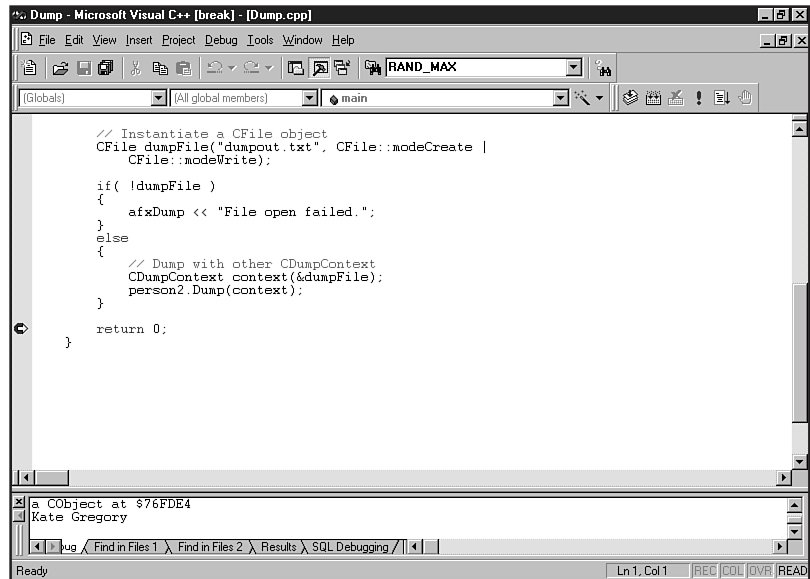 Dump - Microsoft Visual C++ [break] - [Dump.cpp]
File Edit View Insert Project Debug Tools Window Help
RAND_MAX
(Globals) (All global members) main
// Instantiate a CFile object
CFile dumpFile("dumpout.txt", CFile::modeCreate |
CFile::modeWrite);
if( !dumpFile )
{
afxDump << "File open failed.";
}
else
{
// Dump with other CDumpContext
CDumpContext context(&dumpFile);
person2.Dump(context);
}
return 0;
}
a CObject at $76FDE4
Kate Gregory
bug Find in Files 1 Find in Files 2 Results SQL Debugging
Ready Ln 1, Col 1 REC COL OVR READ